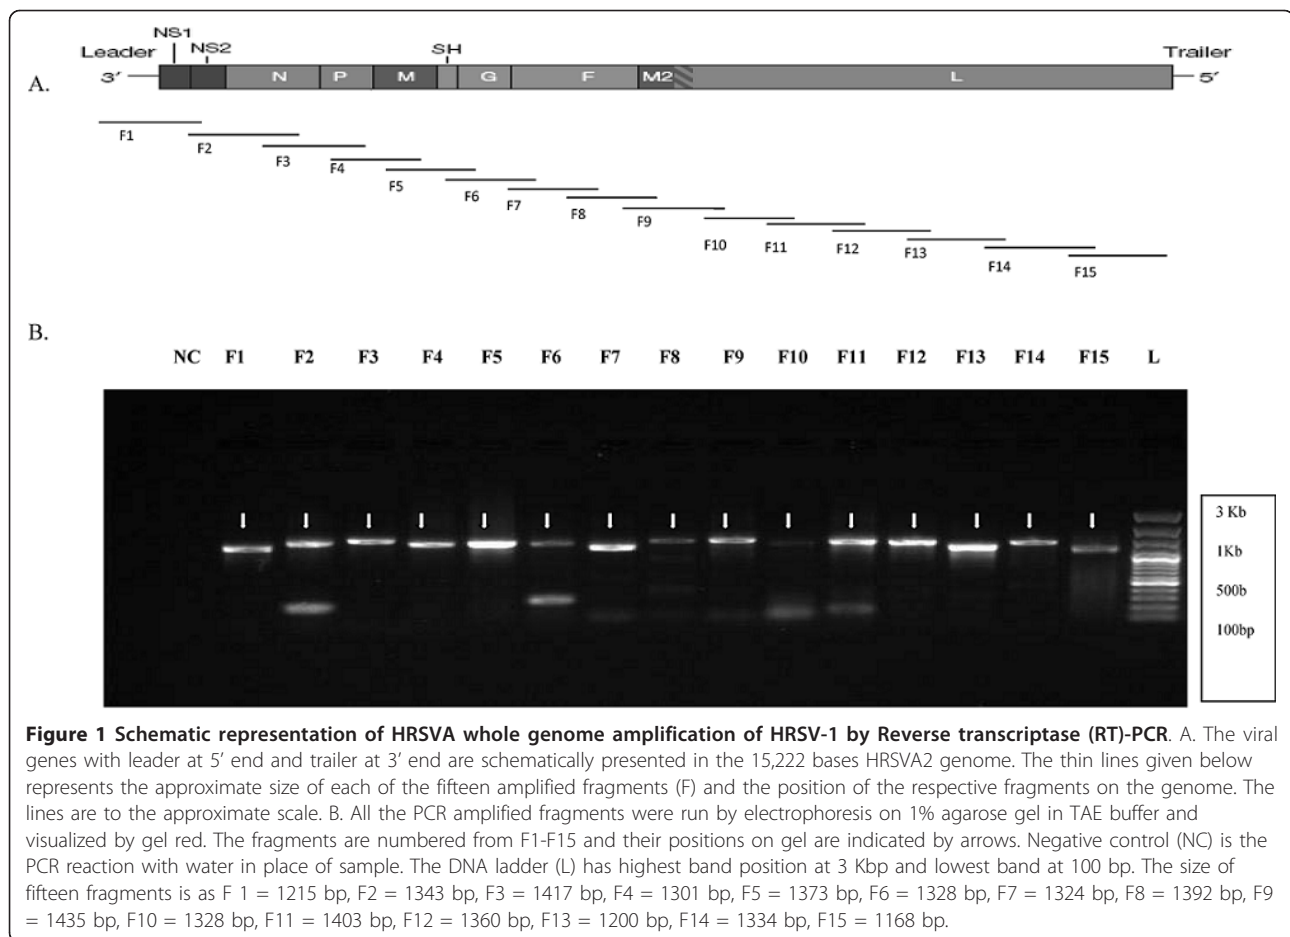 NS1
Leader NS2 SH Trailer
3′ N P M G F M2 L 5′
A.
F1
F2
F3
F4
F5
F6
F7
F8
F9
F10
F11
F12
F13
F14
F15
B.
NC F1 F2 F3 F4 F5 F6 F7 F8 F9 F10 F11 F12 F13 F14 F15 L
3 Kb
1Kb
500b
100bp
Figure 1 Schematic representation of HRSVA whole genome amplification of HRSV-1 by Reverse transcriptase (RT)-PCR. A. The viral
genes with leader at 5′ end and trailer at 3′ end are schematically presented in the 15,222 bases HRSVA2 genome. The thin lines given below
represents the approximate size of each of the fifteen amplified fragments (F) and the position of the respective fragments on the genome. The
lines are to the approximate scale. B. All the PCR amplified fragments were run by electrophoresis on 1% agarose gel in TAE buffer and
visualized by gel red. The fragments are numbered from F1-F15 and their positions on gel are indicated by arrows. Negative control (NC) is the
PCR reaction with water in place of sample. The DNA ladder (L) has highest band position at 3 Kbp and lowest band at 100 bp. The size of
fifteen fragments is as F 1 = 1215 bp, F2 = 1343 bp, F3 = 1417 bp, F4 = 1301 bp, F5 = 1373 bp, F6 = 1328 bp, F7 = 1324 bp, F8 = 1392 bp, F9
= 1435 bp, F10 = 1328 bp, F11 = 1403 bp, F12 = 1360 bp, F13 = 1200 bp, F14 = 1334 bp, F15 = 1168 bp.